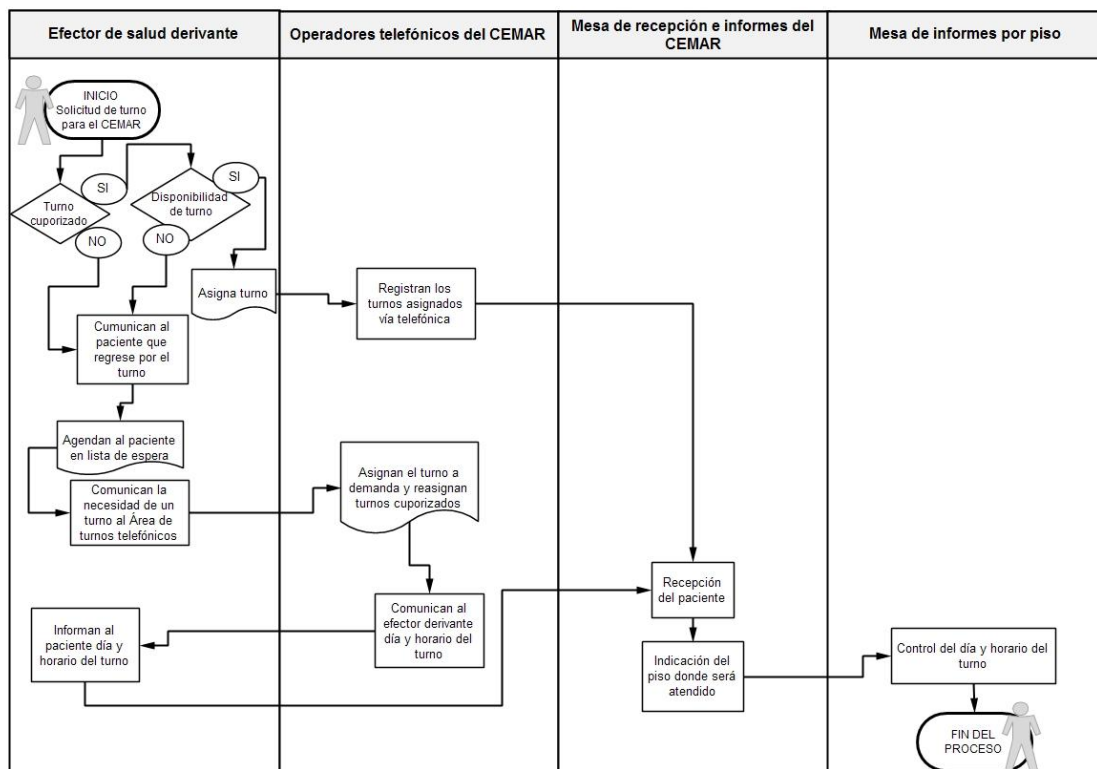 Efector de salud derivante
Operadores telefónicos del CEMAR
Mesa de recepción e informes del
CEMAR
Mesa de informes por piso
INICIO
Solicitud de turno
para el CEMAR
Turno
cuporizado
SI
NO
Disponibilidad
de turno
SI
NO
Asigna turno
Registran los
turnos asignados
vía telefónica
Cumunican al
paciente que
regrese por el
turno
Agendan al paciente
en lista de espera
Comunican la
necesidad de un
turno al Área de
turnos telefónicos
Asignan el turno a
demanda y reasignan
turnos cuporizados
Comunican al
efector derivante
día y horario del
turno
Informan al
paciente día y
horario del turno
Recepción
del paciente
Indicación del
piso donde será
atendido
Control del día y horario del
turno
FIN DEL
PROCESO